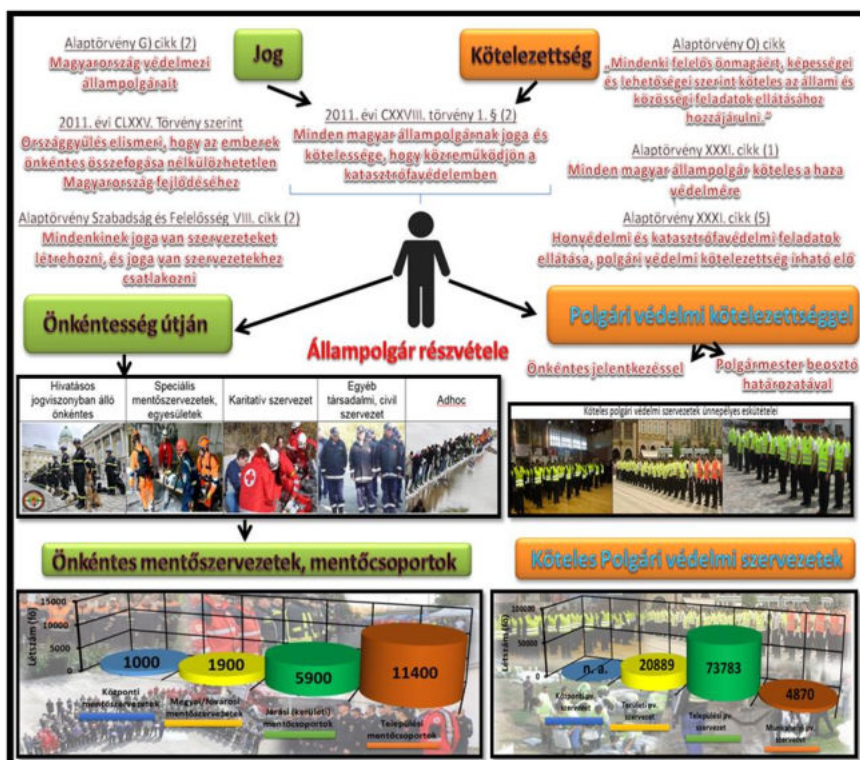 Jog
Kötelezettség
Alaptörvény G) cikk (2)
Magyarország védelmezi
állampolgárait
2011. évi CLXXV. Törvény szerint
Országgyűlés elismeri, hogy az emberek
önkéntes összefogása nélkülözhetetlen
Magyarország fejlődéséhez
Alaptörvény Szabadság és Felelősség VIII. cikk (2)
Mindenkinek joga van szervezeteket
létrehozni, és joga van szervezetekhez
csatlakozni
2011. évi CXXVIII. törvény 1. § (2)
Minden magyar állampolgárnak joga és
kötelessége, hogy közreműködjön a
katasztrófavédelemben
Alaptörvény O) cikk
„Mindenki felelős önmagáért, képességei
és lehetőségei szerint köteles az állami és
közösségi feladatok ellátásához
hozzájárulni.”
Alaptörvény XXXI. cikk (1)
Minden magyar állampolgár köteles a haza
védelmére
Alaptörvény XXXI. cikk (5)
Honvédelmi és katasztrófavédelmi feladatok
ellátása, polgári védelmi kötelezettség írható elő
Önkéntesség útján
Állampolgár részvétele
Polgári védelmi kötelezettséggel
Önkéntes jelentkezéssel
Polgármester beosztó
határozatával
Hivatásos
jogviszonyban álló
önkéntes
Speciális
mentőszervezetek,
egyesületek
Karitatív szervezet
Egyéb
társadalmi, civil
szervezet
Adhoc
Köteles polgári védelmi szervezetek ünnepélyes eskütételei
Önkéntes mentőszervezetek, mentőcsoportok
Köteles Polgári védelmi szervezetek
Létszám (fő)
15000
10000
5000
0
1000
1900
5900
11400
Központi
mentőszervezetek
Megyei/fővárosi
mentőszervezetek
Járási (kerületi)
mentőcsoportok
Települési
mentőcsoportok
Létszám (fő)
100000
50000
0
n. a.
20889
73783
4870
Központi pv.
szervezet
Területi pv.
szervezet
Települési pv.
szervezet
Munkahelyi pv.
szervezet